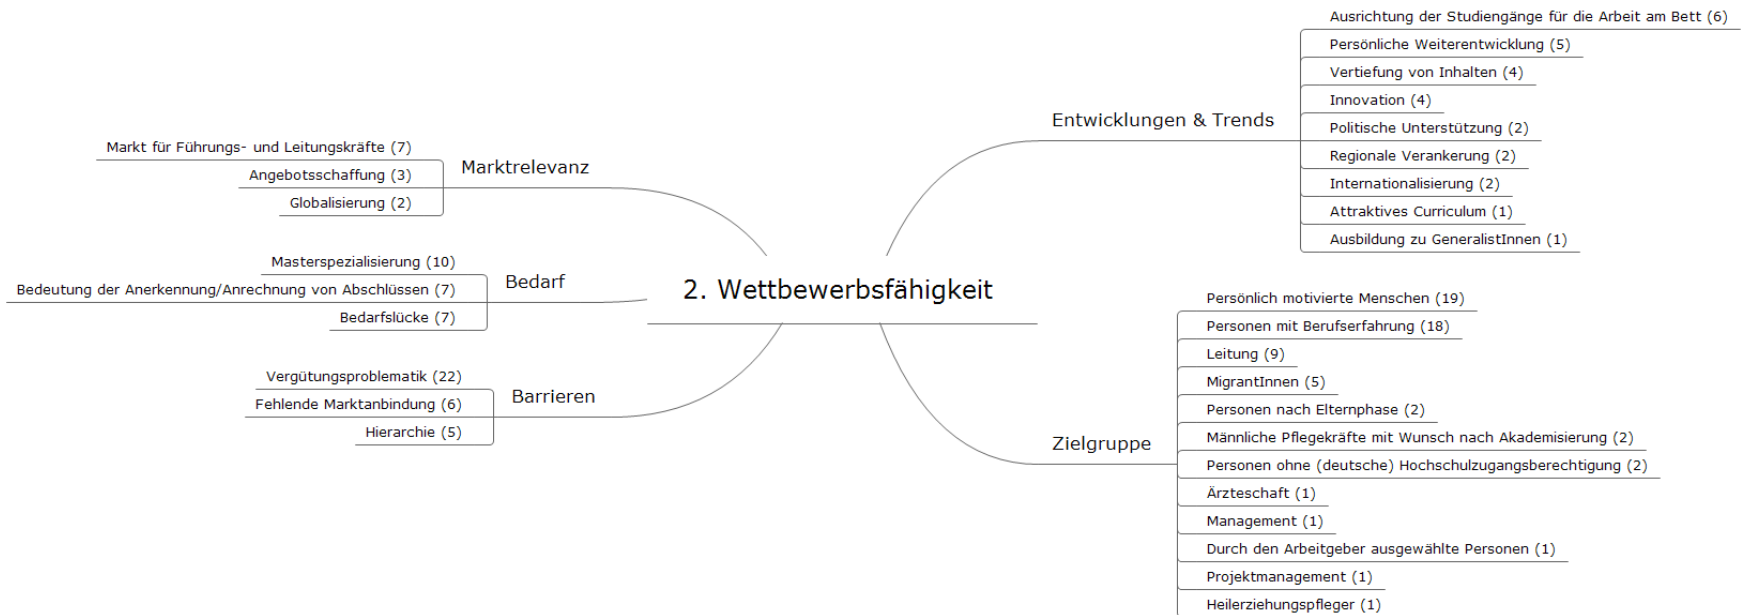 2. Wettbewerbsfähigkeit
Marktrelevanz
Markt für Führungs- und Leitungskräfte (7)
Angebotsschaffung (3)
Globalisierung (2)
Bedarf
Masterspezialisierung (10)
Bedeutung der Anerkennung/Anrechnung von Abschlüssen (7)
Bedarfslücke (7)
Barrieren
Vergütungsproblematik (22)
Fehlende Marktanbindung (6)
Hierarchie (5)
Entwicklungen & Trends
Ausrichtung der Studiengänge für die Arbeit am Bett (6)
Persönliche Weiterentwicklung (5)
Vertiefung von Inhalten (4)
Innovation (4)
Politische Unterstützung (2)
Regionale Verankerung (2)
Internationalisierung (2)
Attraktives Curriculum (1)
Ausbildung zu GeneralistInnen (1)
Zielgruppe
Persönlich motivierte Menschen (19)
Personen mit Berufserfahrung (18)
Leitung (9)
MigrantInnen (5)
Personen nach Elternphase (2)
Männliche Pflegekräfte mit Wunsch nach Akademisierung (2)
Personen ohne (deutsche) Hochschulzugangsberechtigung (2)
Ärzteschaft (1)
Management (1)
Durch den Arbeitgeber ausgewählte Personen (1)
Projektmanagement (1)
Heilerziehungspfleger (1)